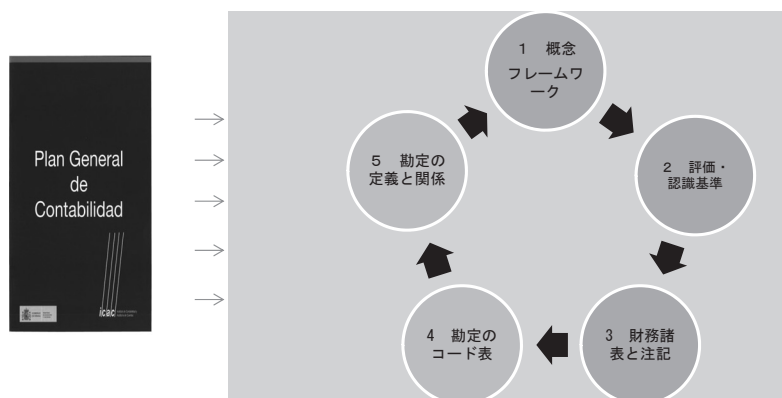 Plan General
de
Contabilidad
icac
1 概念
フレームワ
ーク
2 評価・
認識基準
3 財務諸
表と注記
4 勘定の
コード表
5 勘定の
定義と関係